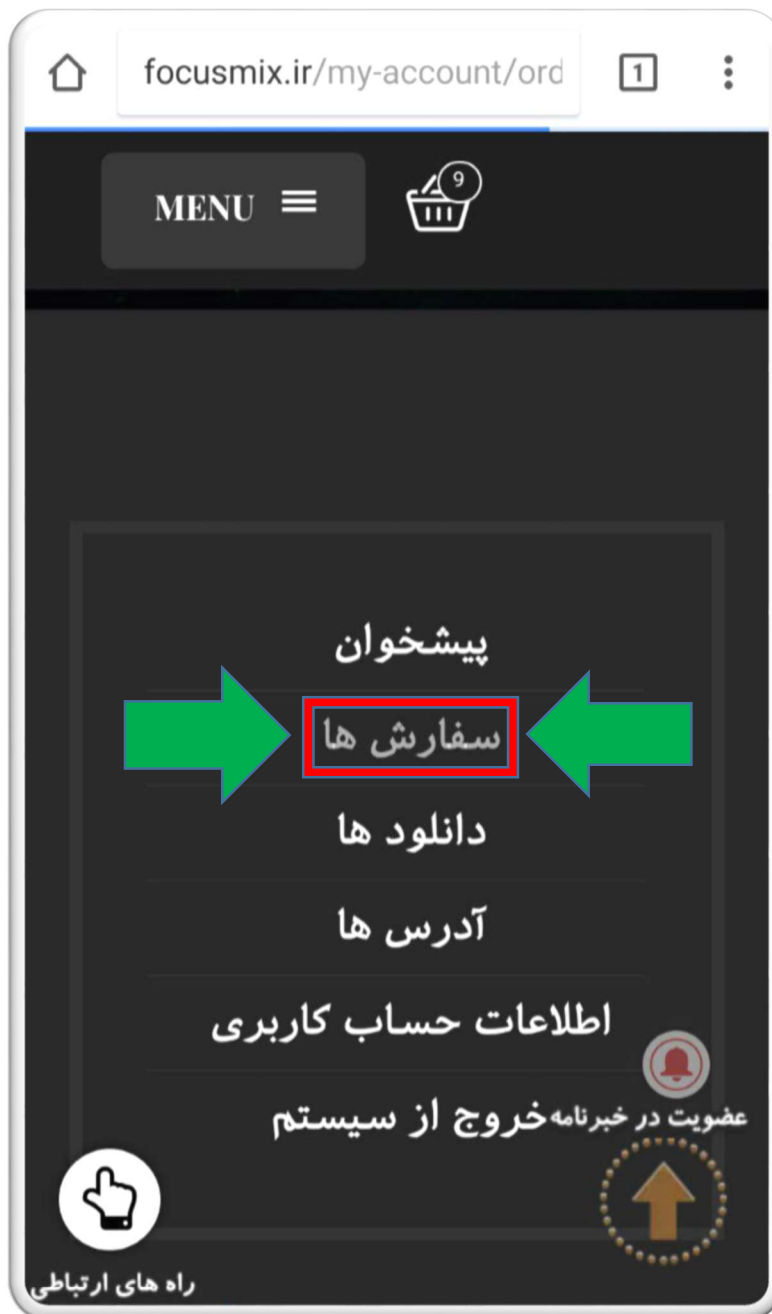 focusmix.ir/my-account/ord
1
MENU
9
پیشخوان
سفارش ها
دانلود ها
آدرس ها
اطلاعات حساب کاربری
خروج از سیستم
عضویت در خبرنامه
راه های ارتباطی